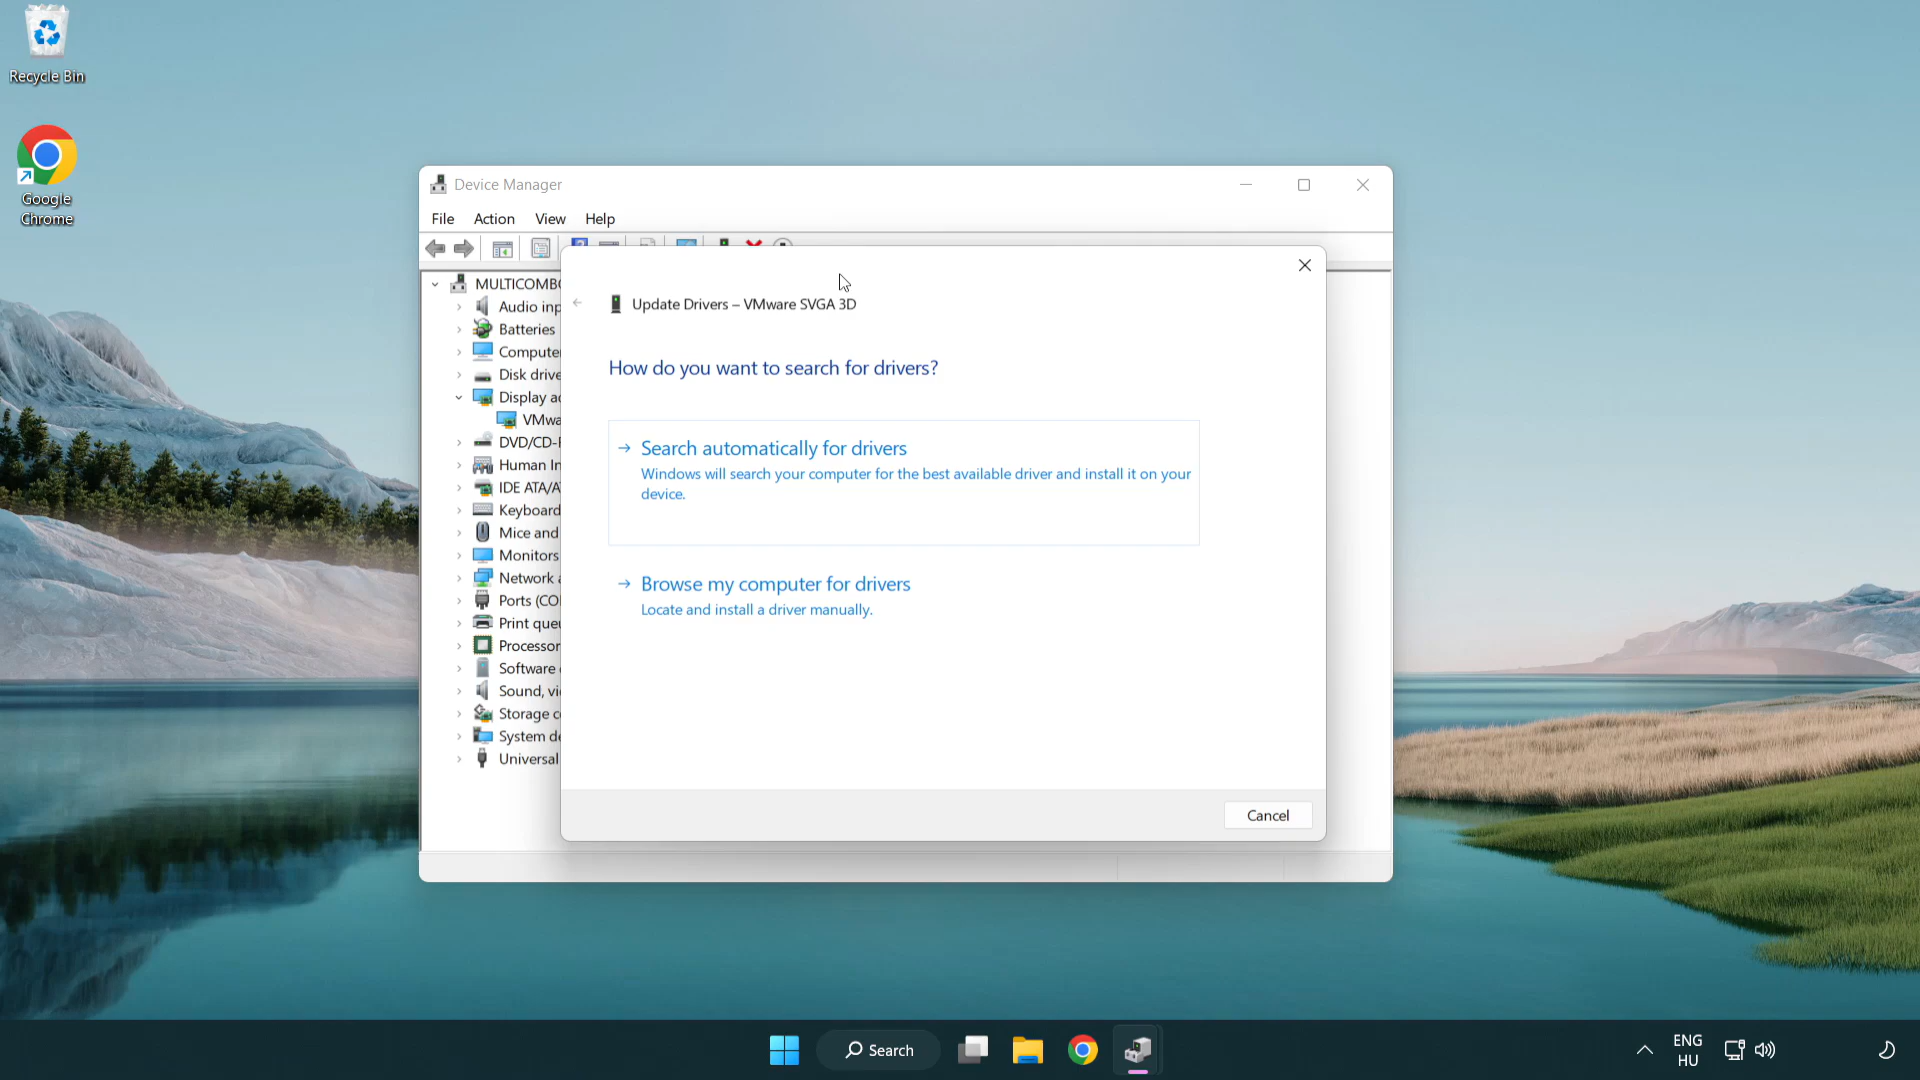 Recycle Bin
Google
Chrome
Device Manager
File Action View Help
MULTICOMBO
Audio inp
Batteries
Compute
Disk drive
Display a
VMwa
DVD/CD-
Human In
IDE ATA/A
Keyboard
Mice and
Monitors
Network a
Ports (CO
Print que
Processor
Software
Sound, vi
Storage c
System de
Universal
Update Drivers – VMware SVGA 3D
How do you want to search for drivers?
Search automatically for drivers
Windows will search your computer for the best available driver and install it on your
device.
Browse my computer for drivers
Locate and install a driver manually.
Cancel
Search
ENG
HU